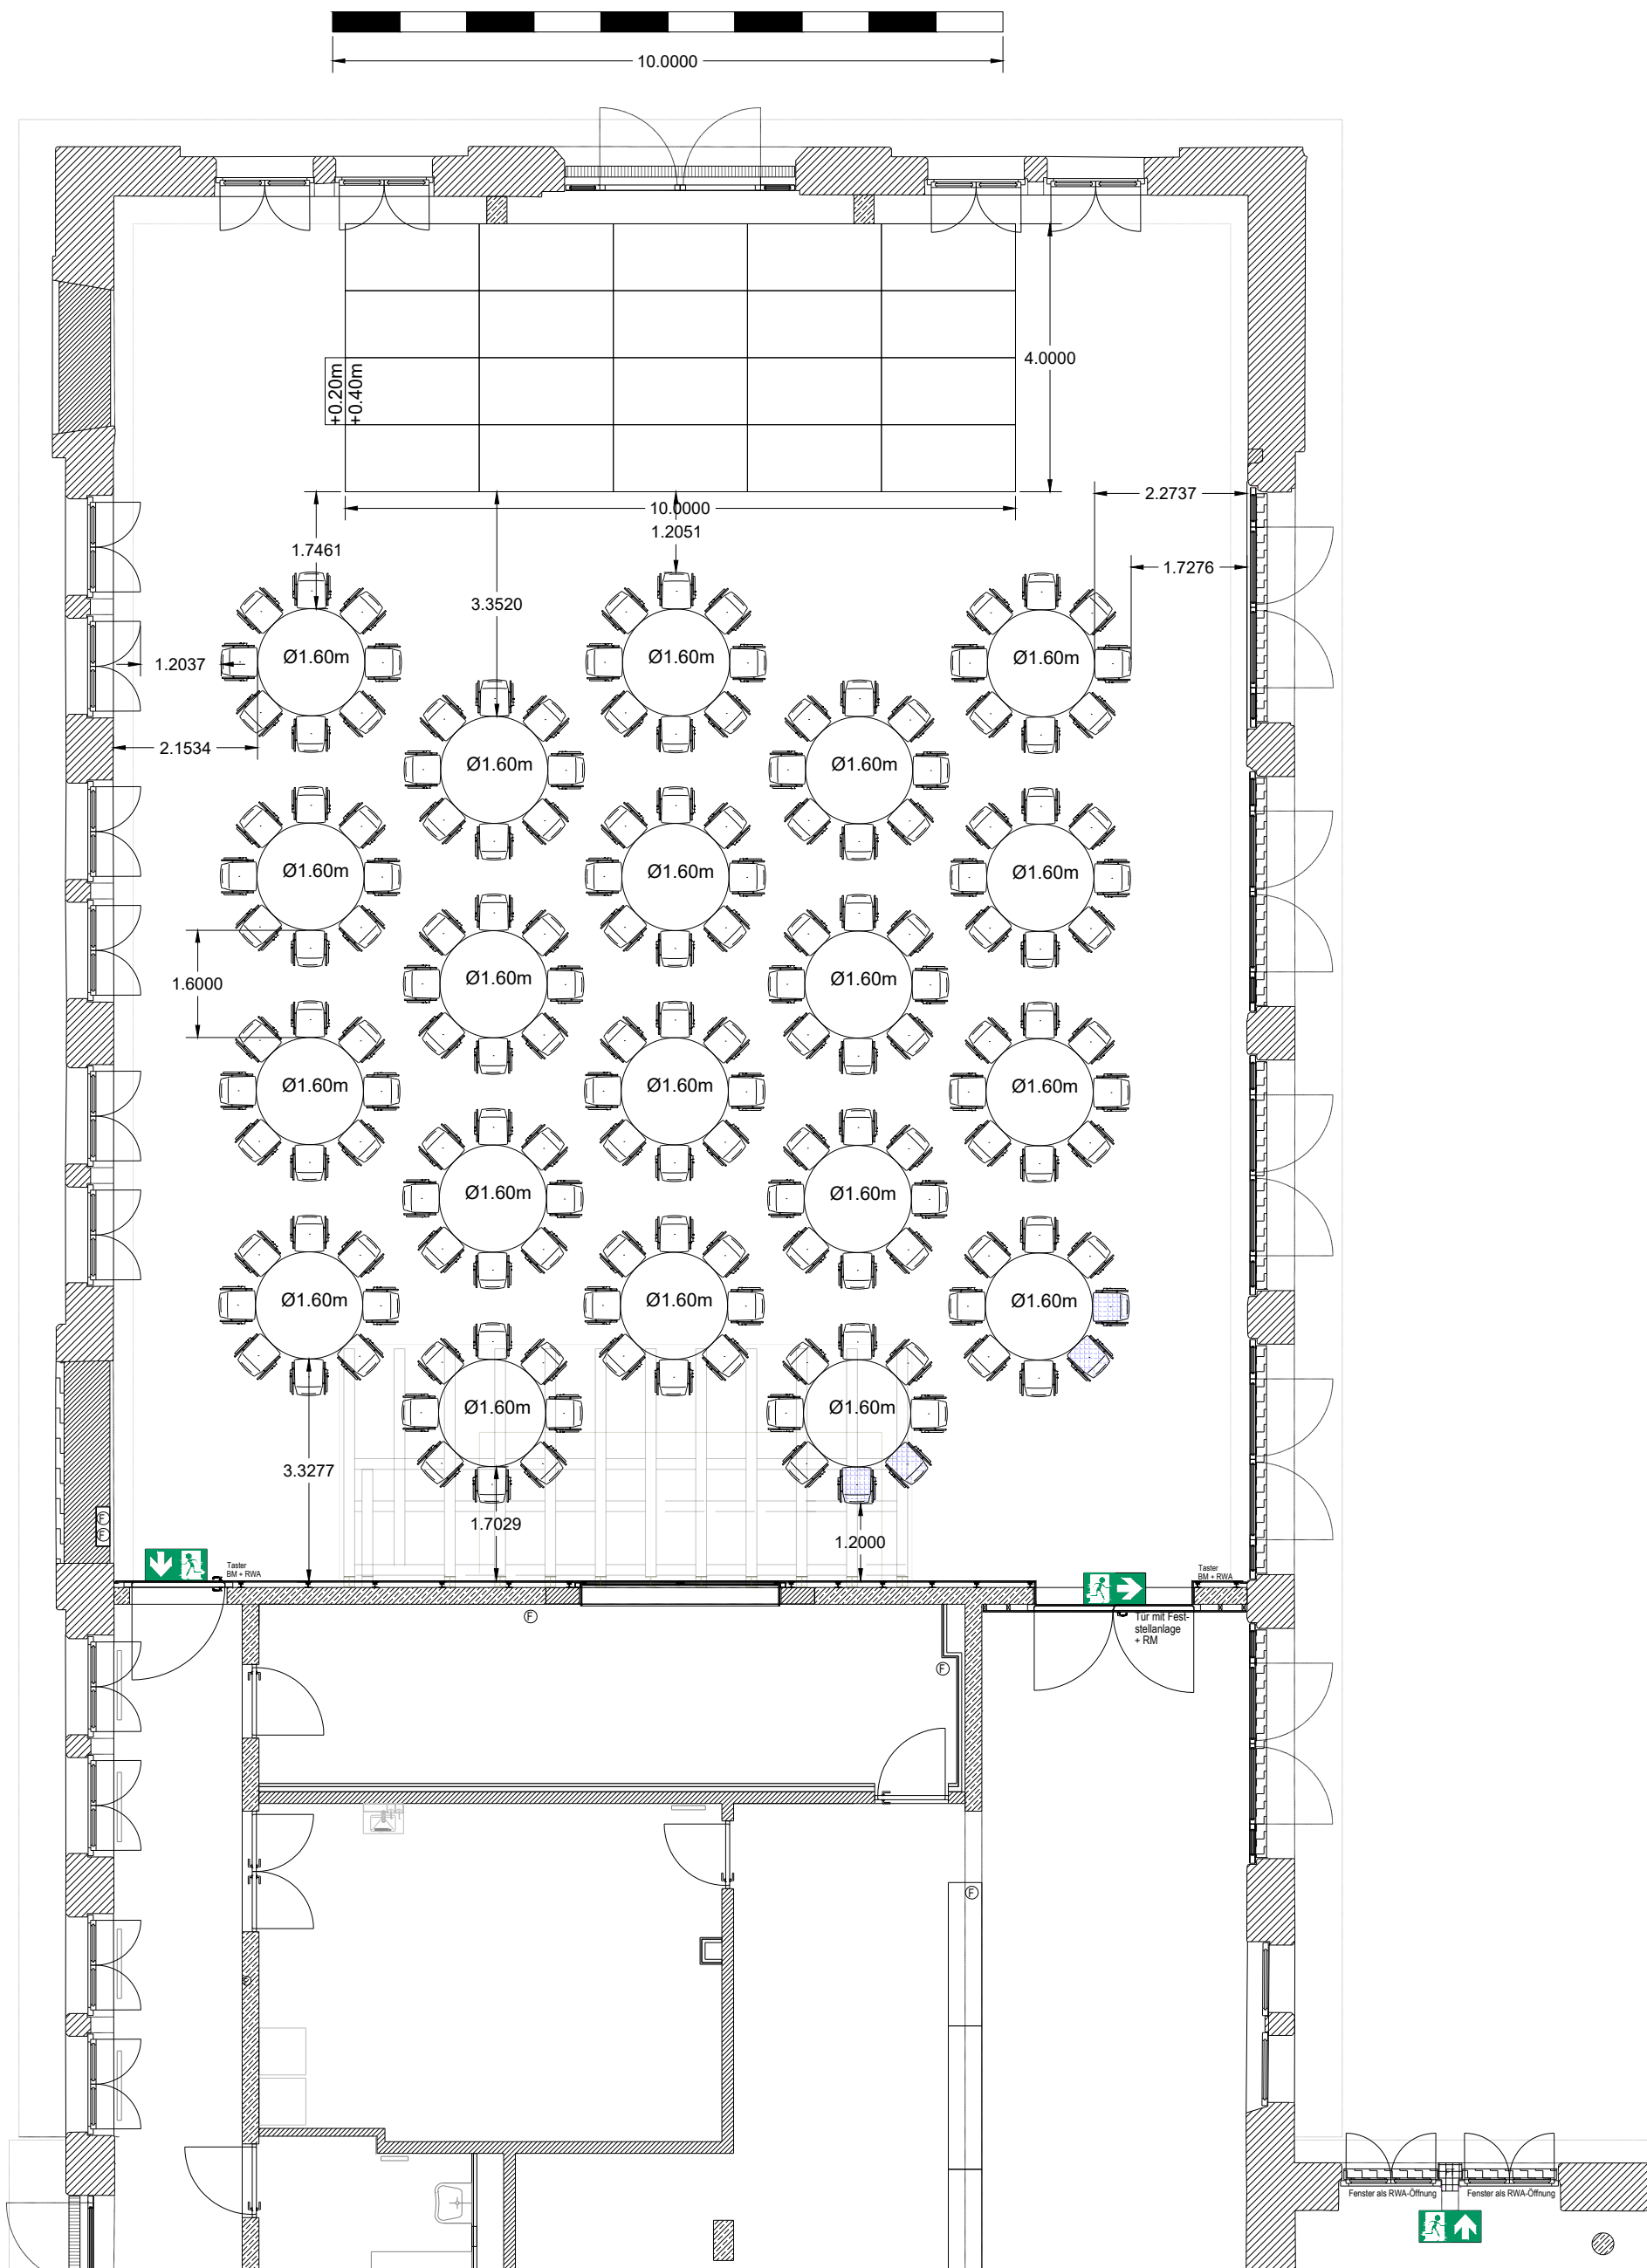 10.0000
4.0000
+0.20m
+0.40m
2.2737
10.0000
1.2051
1.7461
1.7276
3.3520
Ø1.60m
Ø1.60m
Ø1.60m
1.2037
2.1534
Ø1.60m
Ø1.60m
Ø1.60m
Ø1.60m
Ø1.60m
1.6000
Ø1.60m
Ø1.60m
Ø1.60m
Ø1.60m
Ø1.60m
Ø1.60m
Ø1.60m
Ø1.60m
Ø1.60m
Ø1.60m
Ø1.60m
Ø1.60m
3.3277
F
F
1.7029
1.2000
Taster
BM + RWA
Taster
BM + RWA
F
Tür mit Fest-
stellanlage
+ RM
F
F
Fenster als RWA-Öffnung
Fenster als RWA-Öffnung